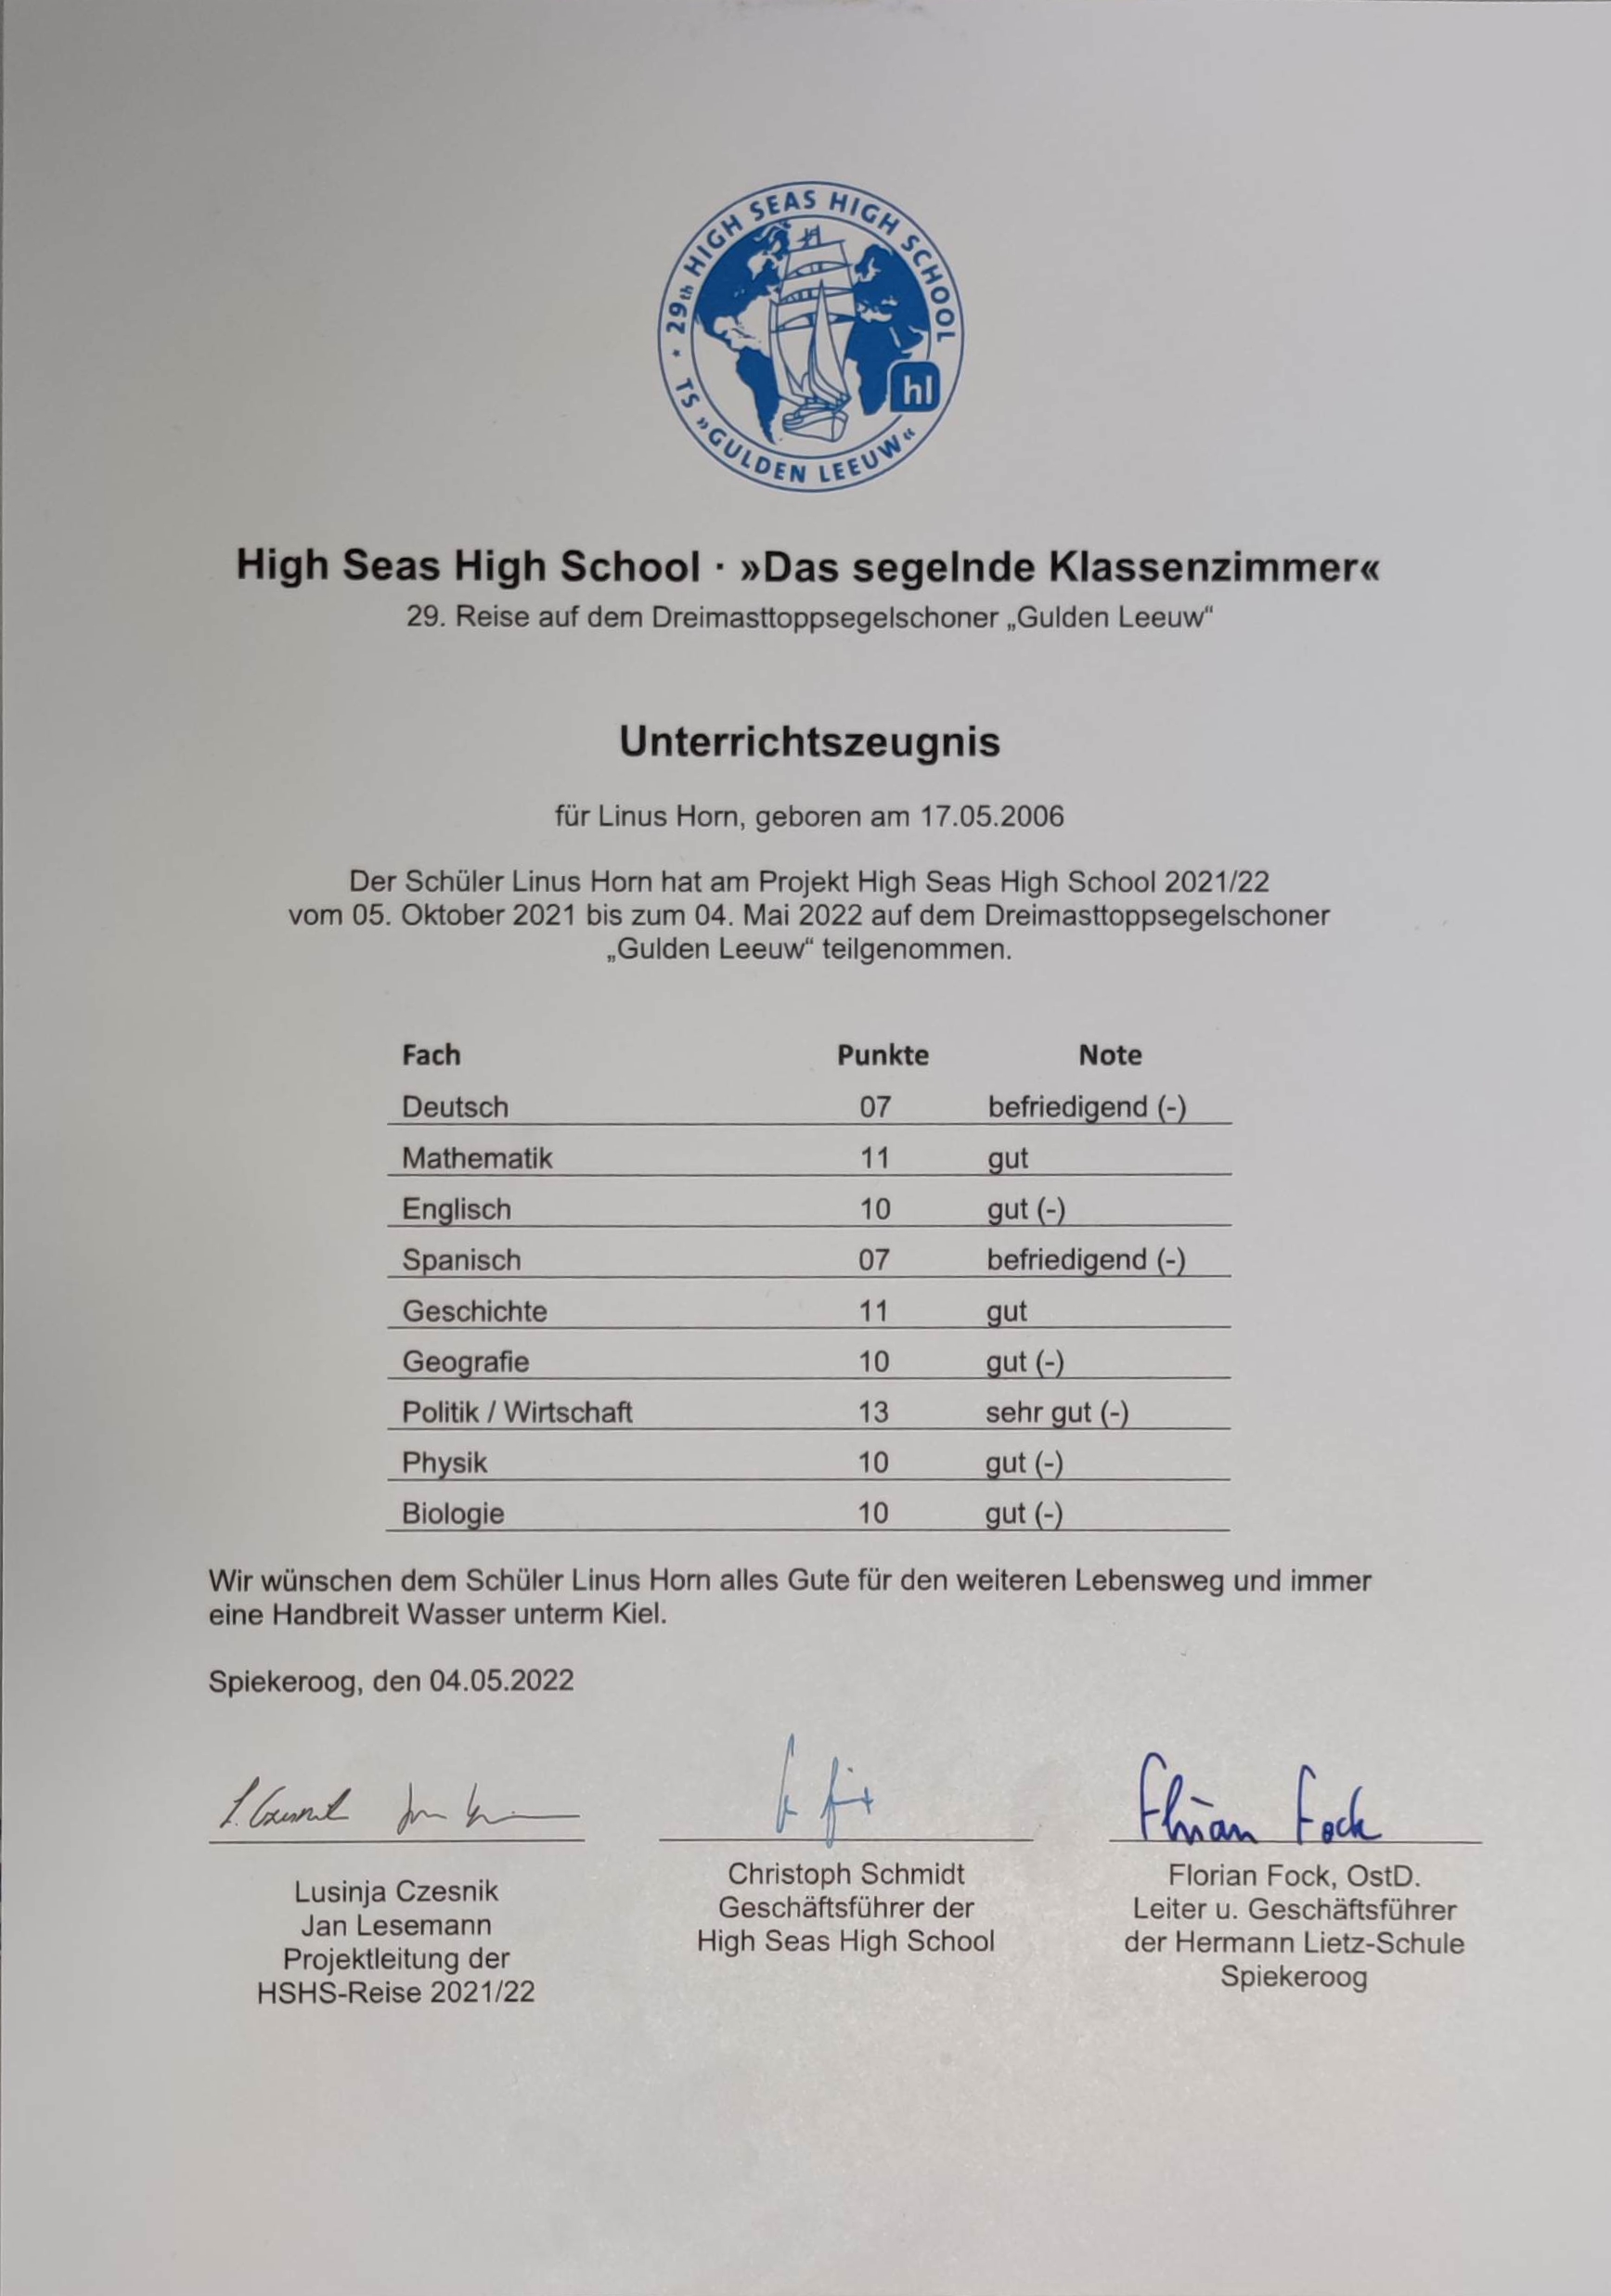 * 29th HIGH SEAS HIGH SCHOOL
TS »GULDEN LEEUW«
hl
High Seas High School · »Das segelnde Klassenzimmer«
29. Reise auf dem Dreimasttoppsegelschoner „Gulden Leeuw“
Unterrichtszeugnis
für Linus Horn, geboren am 17.05.2006
Der Schüler Linus Horn hat am Projekt High Seas High School 2021/22
vom 05. Oktober 2021 bis zum 04. Mai 2022 auf dem Dreimasttoppsegelschoner
„Gulden Leeuw“ teilgenommen.
Fach Punkte Note
Deutsch 07 befriedigend (-)
Mathematik 11 gut
Englisch 10 gut (-)
Spanisch 07 befriedigend (-)
Geschichte 11 gut
Geografie 10 gut (-)
Politik / Wirtschaft 13 sehr gut (-)
Physik 10 gut (-)
Biologie 10 gut (-)
Wir wünschen dem Schüler Linus Horn alles Gute für den weiteren Lebensweg und immer
eine Handbreit Wasser unterm Kiel.
Spiekeroog, den 04.05.2022
Florian Fock
Lusinja Czesnik
Jan Lesemann
Projektleitung der
HSHS-Reise 2021/22
Christoph Schmidt
Geschäftsführer der
High Seas High School
Florian Fock, OstD.
Leiter u. Geschäftsführer
der Hermann Lietz-Schule
Spiekeroog